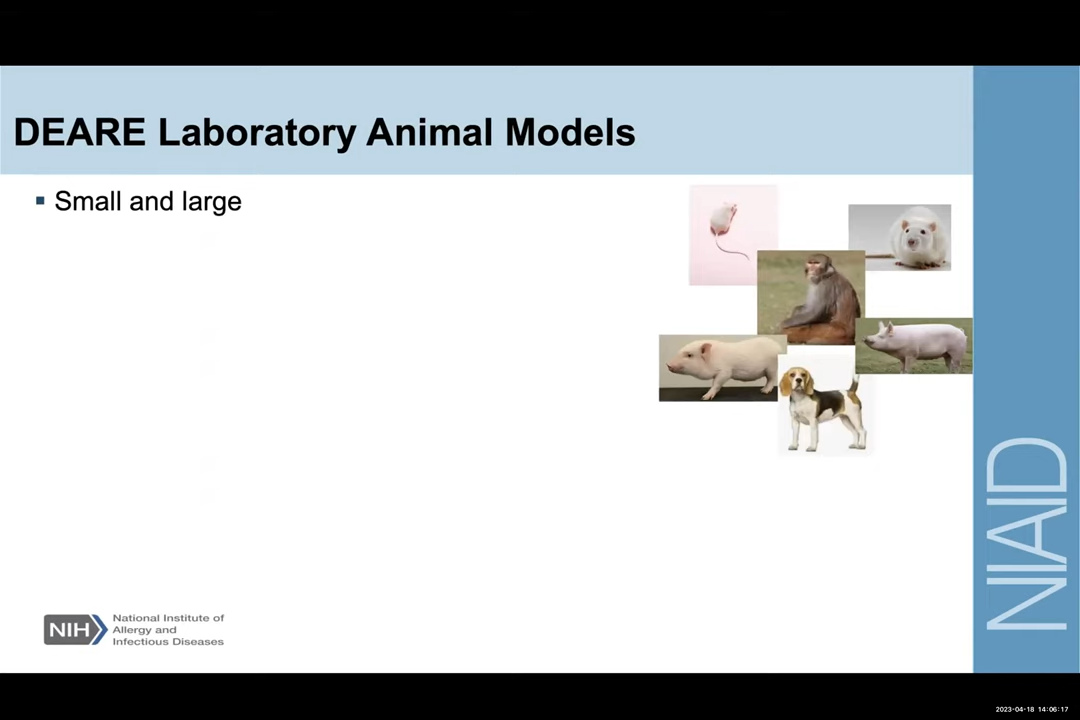 DEARE Laboratory Animal Models
▪ Small and large
NIAID
NIH
National Institute of
Allergy and
Infectious Diseases
2023-04-18 14:06:17